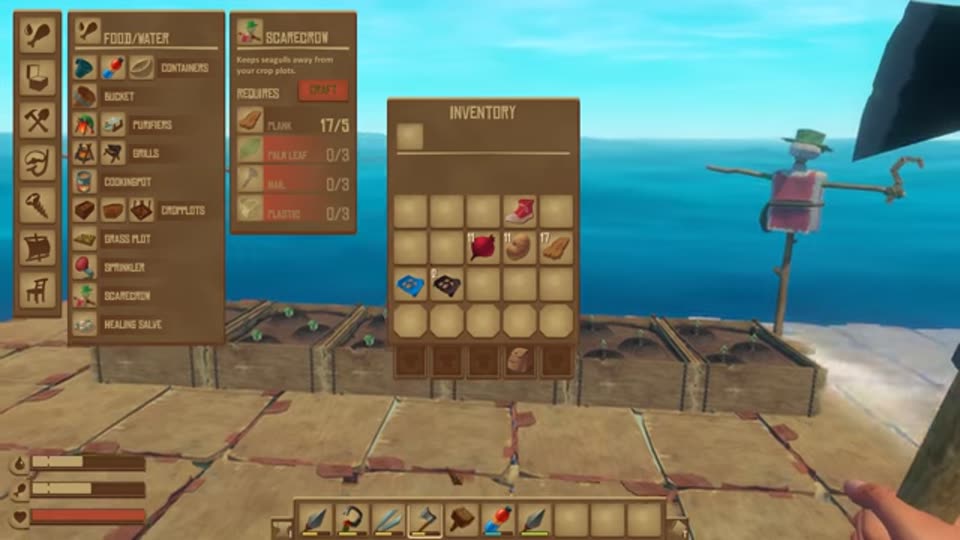 FOOD/WATER
CONTAINERS
BUCKET
PURIFIERS
GRILLS
COOKINGPOT
CROPPLOTS
GRASS PLOT
SPRINKLER
SCARECROW
HEALING SALVE
SCARECROW
Keeps seagulls away from
your crop plots.
REQUIRES CRAFT
PLANK 17/5
PALM LEAF 0/3
NAIL 0/3
PLASTIC 0/3
INVENTORY
11 11 17